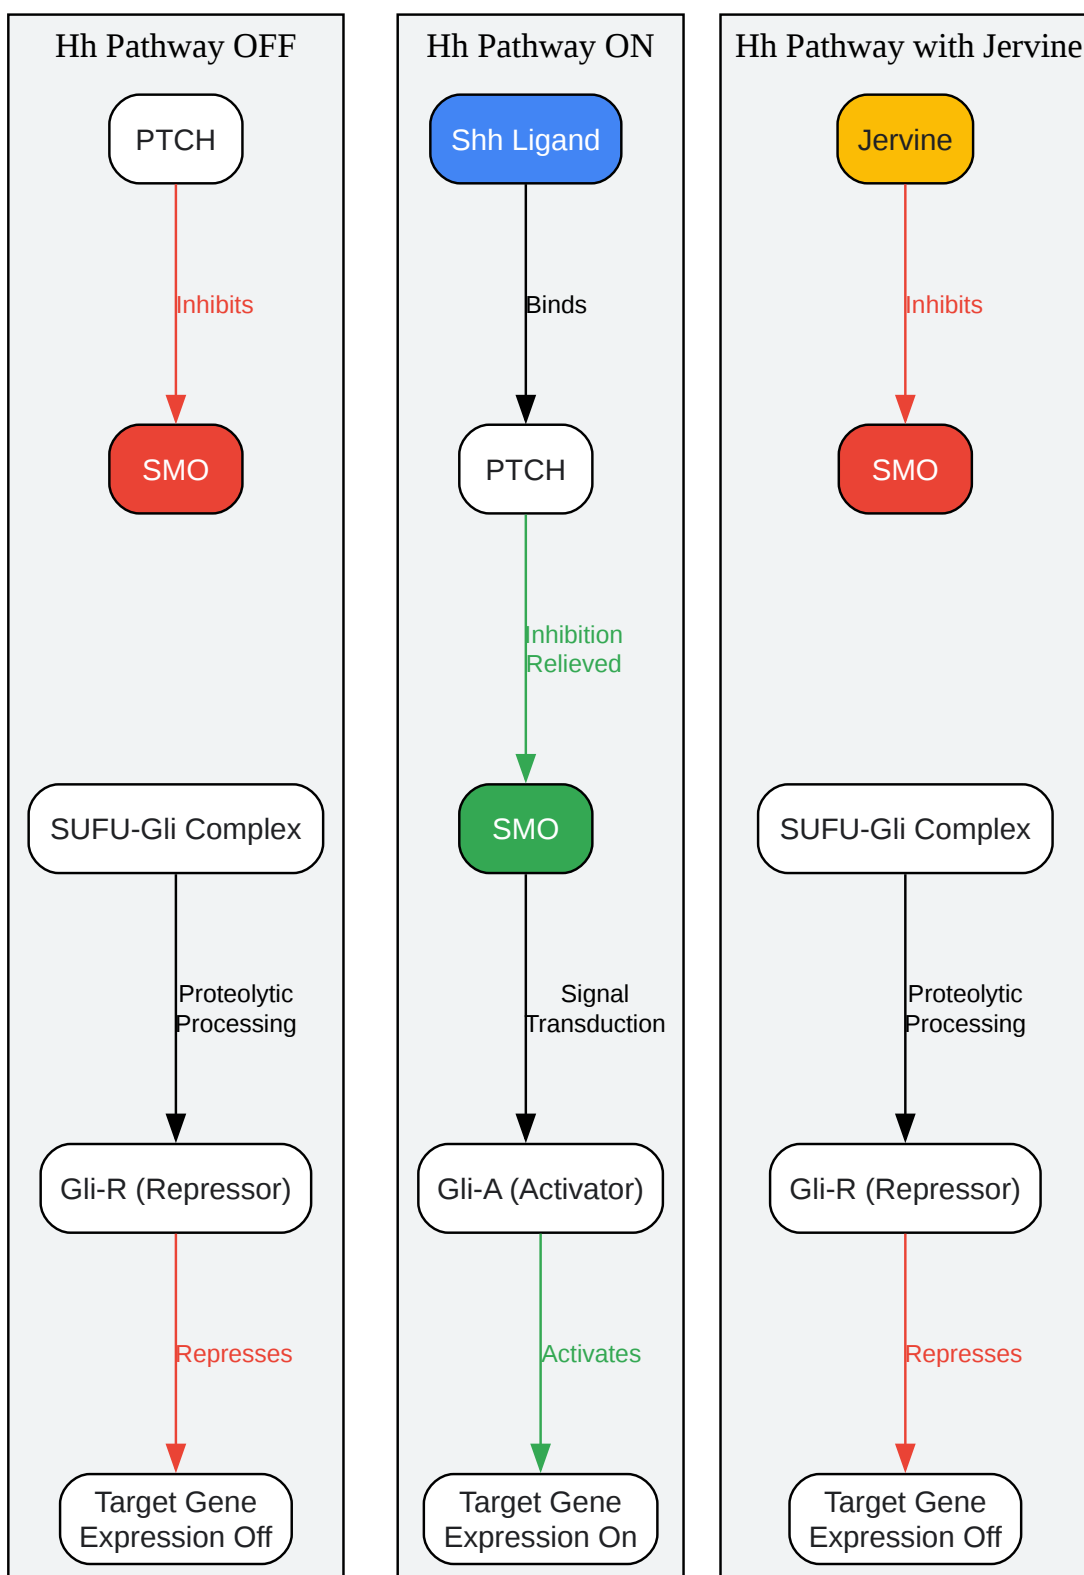 Hh Pathway OFF
PTCH
Inhibits
SMO
SUFU-Gli Complex
Proteolytic
Processing
Gli-R (Repressor)
Represses
Target Gene
Expression Off
Hh Pathway ON
Shh Ligand
Binds
PTCH
Inhibition
Relieved
SMO
Signal
Transduction
Gli-A (Activator)
Activates
Target Gene
Expression On
Hh Pathway with Jervine
Jervine
Inhibits
SMO
SUFU-Gli Complex
Proteolytic
Processing
Gli-R (Repressor)
Represses
Target Gene
Expression Off